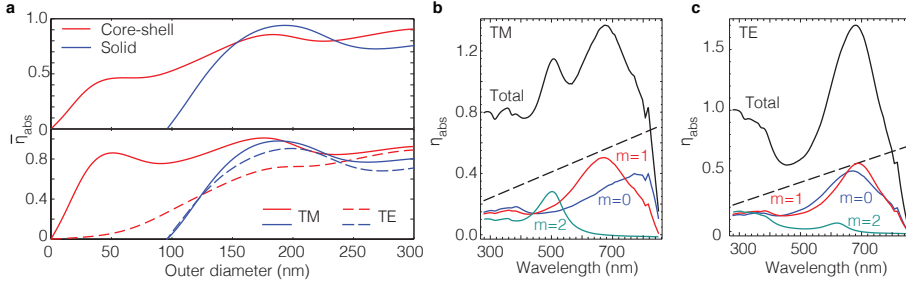 a
Core-shell
Solid
1
0.5
0
η̄abs
0.8
0.4
0
TM
TE
0
50
100
150
200
250
300
Outer diameter (nm)
b
TM
Total
m=1
m=0
m=2
ηabs
1.2
0.8
0.4
0.0
300
500
700
Wavelength (nm)
c
TE
Total
m=1
m=0
m=2
ηabs
1.5
1.0
0.5
0.0
300
500
700
Wavelength (nm)